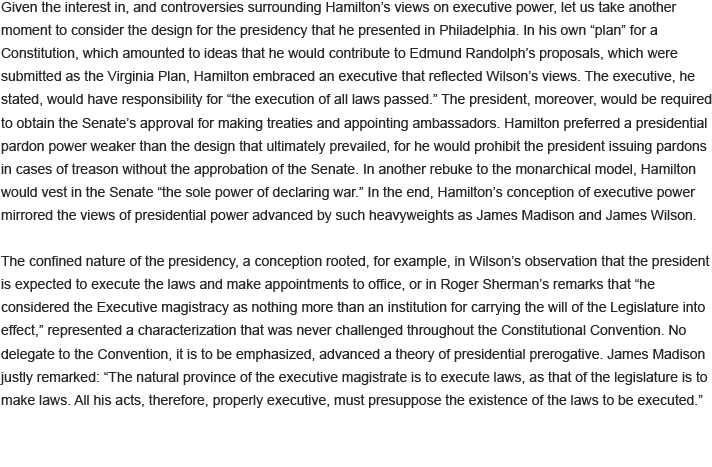 Given the interest in, and controversies surrounding Hamilton’s views on executive power, let us take another
moment to consider the design for the presidency that he presented in Philadelphia. In his own “plan” for a
Constitution, which amounted to ideas that he would contribute to Edmund Randolph’s proposals, which were
submitted as the Virginia Plan, Hamilton embraced an executive that reflected Wilson’s views. The executive, he
stated, would have responsibility for “the execution of all laws passed.” The president, moreover, would be required
to obtain the Senate’s approval for making treaties and appointing ambassadors. Hamilton preferred a presidential
pardon power weaker than the design that ultimately prevailed, for he would prohibit the president issuing pardons
in cases of treason without the approbation of the Senate. In another rebuke to the monarchical model, Hamilton
would vest in the Senate “the sole power of declaring war.” In the end, Hamilton’s conception of executive power
mirrored the views of presidential power advanced by such heavyweights as James Madison and James Wilson.
The confined nature of the presidency, a conception rooted, for example, in Wilson’s observation that the president
is expected to execute the laws and make appointments to office, or in Roger Sherman’s remarks that “he
considered the Executive magistracy as nothing more than an institution for carrying the will of the Legislature into
effect,” represented a characterization that was never challenged throughout the Constitutional Convention. No
delegate to the Convention, it is to be emphasized, advanced a theory of presidential prerogative. James Madison
justly remarked: “The natural province of the executive magistrate is to execute laws, as that of the legislature is to
make laws. All his acts, therefore, properly executive, must presuppose the existence of the laws to be executed.”